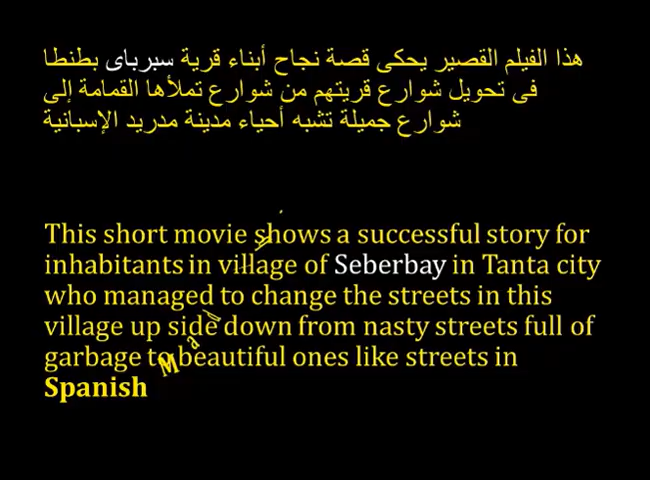 هذا الفيلم القصير يحكى قصة نجاح أبناء قرية سبرباى بطنطا
فى تحويل شوارع قريتهم من شوارع تملأها القمامة إلى
شوارع جميلة تشبه أحياء مدينة مدريد الإسبانية
This short movie shows a successful story for
inhabitants in village of Seberbay in Tanta city
who managed to change the streets in this
village up side down from nasty streets full of
garbage to beautiful ones like streets in
Spanish